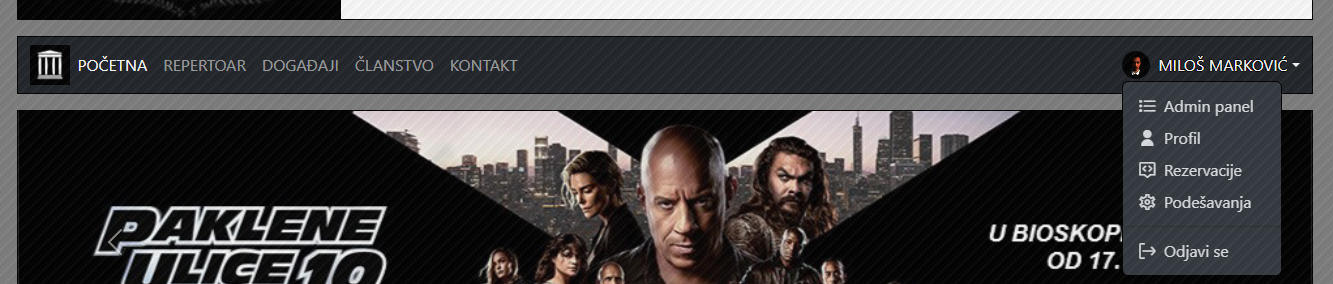 POČETNA REPERTOAR DOGAĐAJI ČLANSTVO KONTAKT MILOŠ MARKOVIĆ
Admin panel
Profil
Rezervacije
Podešavanja
Odjavi se
PAKLENE
ULICE 10
U BIOSKOP
OD 17.